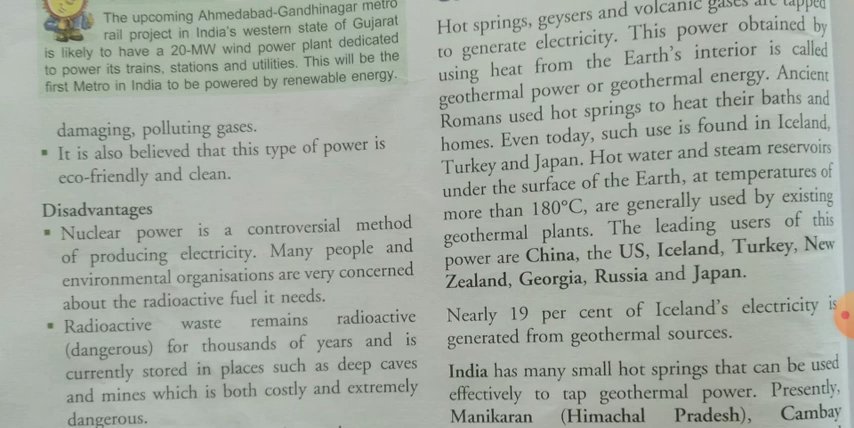 The upcoming Ahmedabad-Gandhinagar metro
rail project in India's western state of Gujarat
is likely to have a 20-MW wind power plant dedicated
to power its trains, stations and utilities. This will be the
first Metro in India to be powered by renewable energy.
damaging, polluting gases.
▪ It is also believed that this type of power is
eco-friendly and clean.
Disadvantages
▪ Nuclear power is a controversial method
of producing electricity. Many people and
environmental organisations are very concerned
about the radioactive fuel it needs.
▪ Radioactive waste remains radioactive
(dangerous) for thousands of years and is
currently stored in places such as deep caves
and mines which is both costly and extremely
dangerous.
Hot springs, geysers and volcanic gases are tapped
to generate electricity. This power obtained by
using heat from the Earth's interior is called
geothermal power or geothermal energy. Ancient
Romans used hot springs to heat their baths and
homes. Even today, such use is found in Iceland,
Turkey and Japan. Hot water and steam reservoirs
under the surface of the Earth, at temperatures of
more than 180°C, are generally used by existing
geothermal plants. The leading users of this
power are China, the US, Iceland, Turkey, New
Zealand, Georgia, Russia and Japan.
Nearly 19 per cent of Iceland's electricity is
generated from geothermal sources.
India has many small hot springs that can be used
effectively to tap geothermal power. Presently,
Manikaran (Himachal Pradesh), Cambay